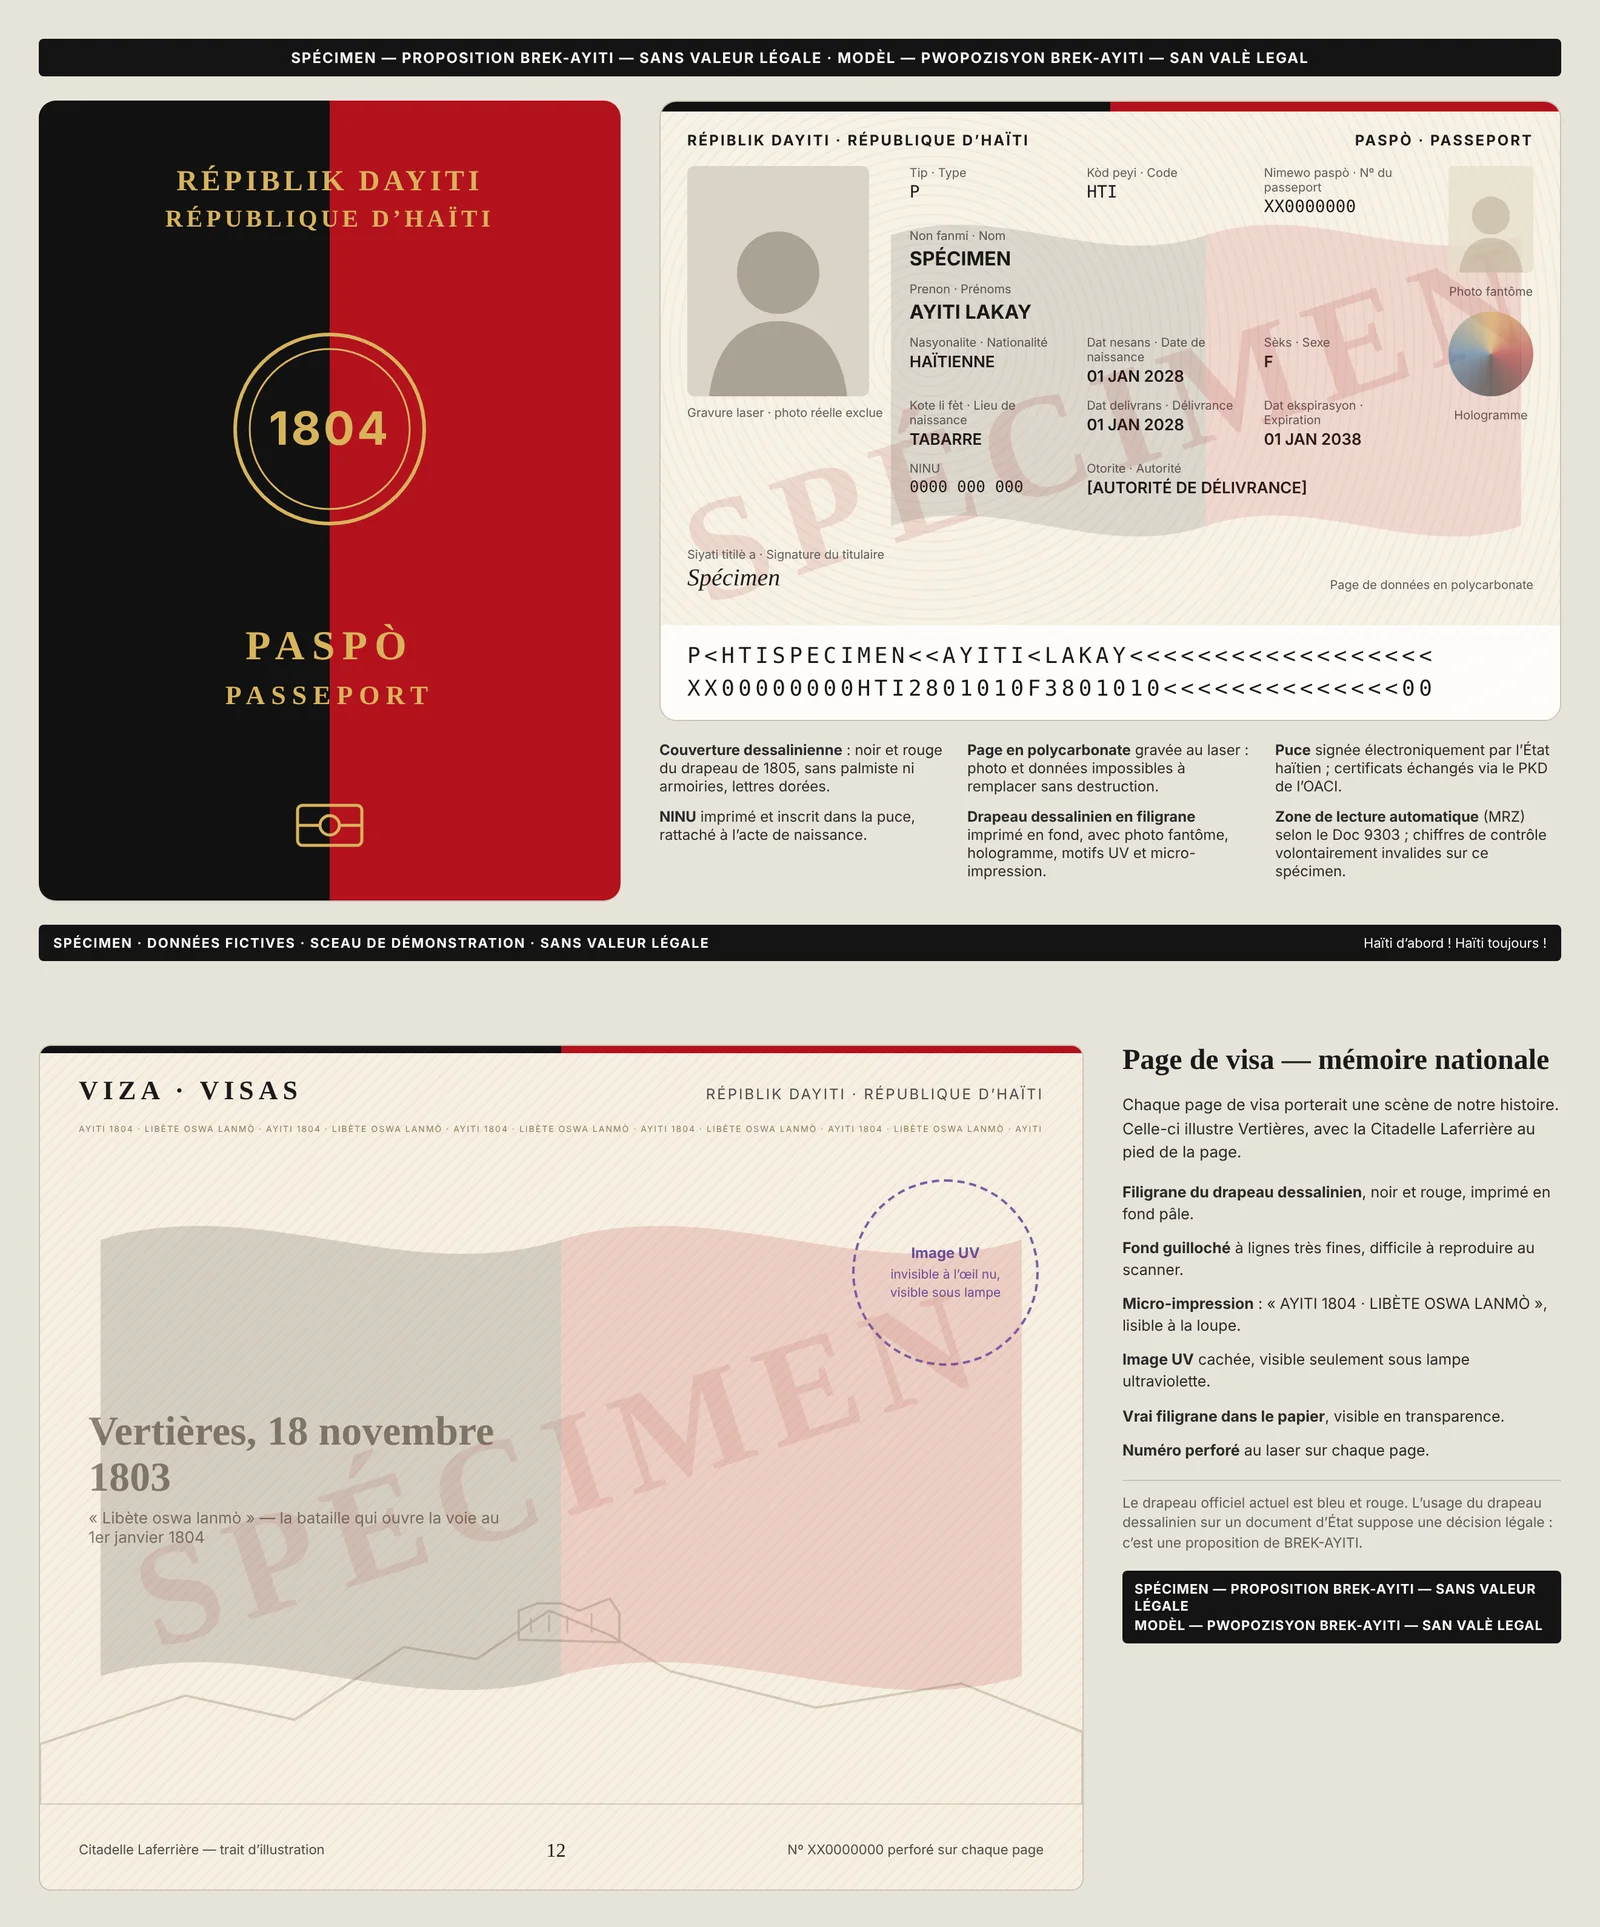 SPÉCIMEN — PROPOSITION BREK-AYITI — SANS VALEUR LÉGALE · MODÈL — PWOPOZISYON BREK-AYITI — SAN VALÈ LEGAL
RÉPIBLIK DAYITI
RÉPUBLIQUE D’HAÏTI
1804
PASPÒ
PASSEPORT
RÉPIBLIK DAYITI · RÉPUBLIQUE D’HAÏTI
PASPÒ · PASSEPORT
Tip · Type
P
Kòd peyi · Code
HTI
Nimewo paspò · Nº du
passeport
XX0000000
Non fanmi · Nom
SPÉCIMEN
Prenon · Prénoms
AYITI LAKAY
Nasyonalite · Nationalité
HAÏTIENNE
Dat nesans · Date de
naissance
01 JAN 2028
Sèks · Sexe
F
Kote li fèt · Lieu de
naissance
TABARRE
Dat delivrans · Délivrance
01 JAN 2028
Dat ekspirasyon ·
Expiration
01 JAN 2038
NINU
0000 000 000
Otorite · Autorité
[AUTORITÉ DE DÉLIVRANCE]
Photo fantôme
Hologramme
Gravure laser · photo réelle exclue
SPÉCIMEN
Siyati titilè a · Signature du titulaire
Spécimen
Page de données en polycarbonate
P<HTISPECIMEN<<AYITI<LAKAY<<<<<<<<<<<<<<<<<<
XX00000000HTI2801010F3801010<<<<<<<<<<<<<<00
Couverture dessalinienne : noir et rouge
du drapeau de 1805, sans palmiste ni
armoiries, lettres dorées.
Page en polycarbonate gravée au laser :
photo et données impossibles à
remplacer sans destruction.
Puce signée électroniquement par l’État
haïtien ; certificats échangés via le PKD
de l’OACI.
NINU imprimé et inscrit dans la puce,
rattaché à l’acte de naissance.
Drapeau dessalinien en filigrane
imprimé en fond, avec photo fantôme,
hologramme, motifs UV et micro-
impression.
Zone de lecture automatique (MRZ)
selon le Doc 9303 ; chiffres de contrôle
volontairement invalides sur ce
spécimen.
SPÉCIMEN · DONNÉES FICTIVES · SCEAU DE DÉMONSTRATION · SANS VALEUR LÉGALE
Haïti d’abord ! Haïti toujours !
VIZA · VISAS
RÉPIBLIK DAYITI · RÉPUBLIQUE D’HAÏTI
AYITI 1804 · LIBÈTE OSWA LANMÒ · AYITI 1804 · LIBÈTE OSWA LANMÒ · AYITI 1804 · LIBÈTE OSWA LANMÒ · AYITI 1804 · LIBÈTE OSWA LANMÒ · AYITI 1804 · LIBÈTE OSWA LANMÒ · AYITI
Image UV
invisible à l’œil nu,
visible sous lampe
SPÉCIMEN
Vertières, 18 novembre
1803
« Libète oswa lanmò » — la bataille qui ouvre la voie au
1er janvier 1804
Citadelle Laferrière — trait d’illustration
12
Nº XX0000000 perforé sur chaque page
Page de visa — mémoire nationale
Chaque page de visa porterait une scène de notre histoire.
Celle-ci illustre Vertières, avec la Citadelle Laferrière au
pied de la page.
Filigrane du drapeau dessalinien, noir et rouge, imprimé en
fond pâle.
Fond guilloché à lignes très fines, difficile à reproduire au
scanner.
Micro-impression : « AYITI 1804 · LIBÈTE OSWA LANMÒ »,
lisible à la loupe.
Image UV cachée, visible seulement sous lampe
ultraviolette.
Vrai filigrane dans le papier, visible en transparence.
Numéro perforé au laser sur chaque page.
Le drapeau officiel actuel est bleu et rouge. L’usage du drapeau
dessalinien sur un document d’État suppose une décision légale :
c’est une proposition de BREK-AYITI.
SPÉCIMEN — PROPOSITION BREK-AYITI — SANS VALEUR
LÉGALE
MODÈL — PWOPOZISYON BREK-AYITI — SAN VALÈ LEGAL